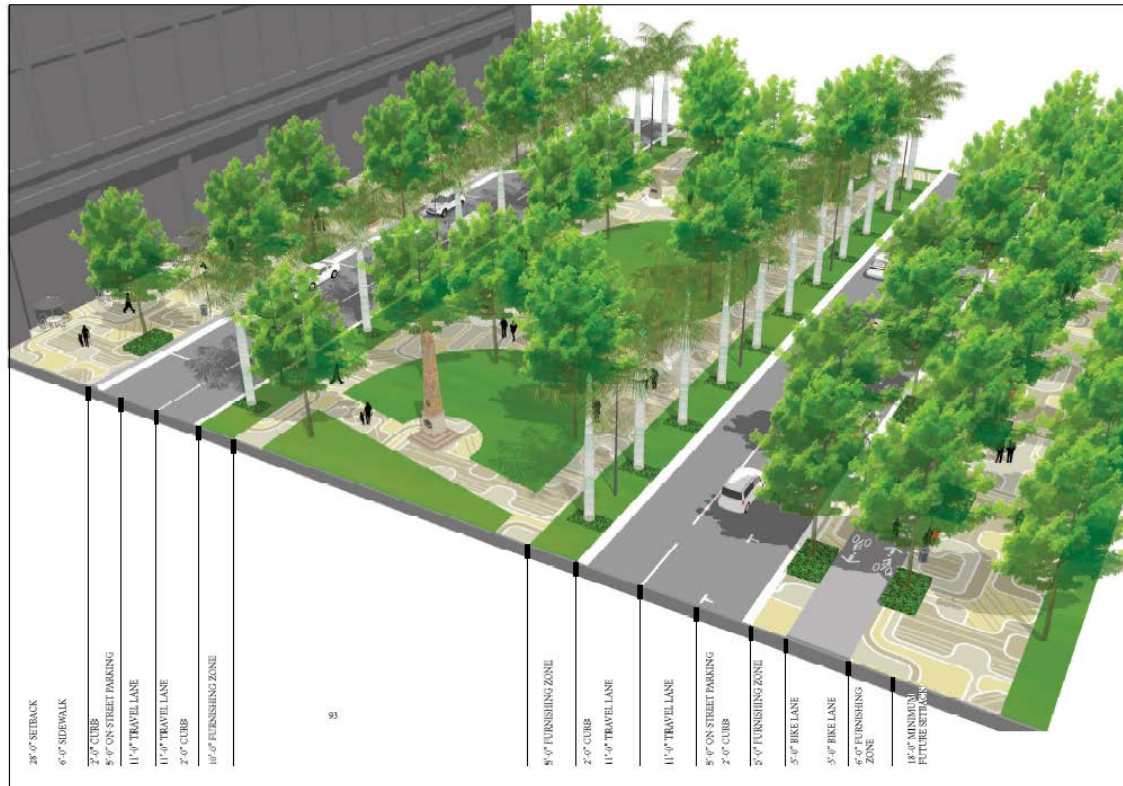 28'-0" SETBACK
6'-0" SIDEWALK
2'-0" CURB
8'-0" ON-STREET PARKING
11'-0" TRAVEL LANE
11'-0" TRAVEL LANE
2'-0" CURB
10'-0" FURNISHING ZONE
93
8'-0" FURNISHING ZONE
2'-0" CURB
11'-0" TRAVEL LANE
11'-0" TRAVEL LANE
8'-0" ON-STREET PARKING
2'-0" CURB
5'-0" FURNISHING ZONE
5'-0" BIKE LANE
5'-0" BIKE LANE
6'-0" FURNISHING
ZONE
18'-0" MINIMUM
FUTURE SETBACK